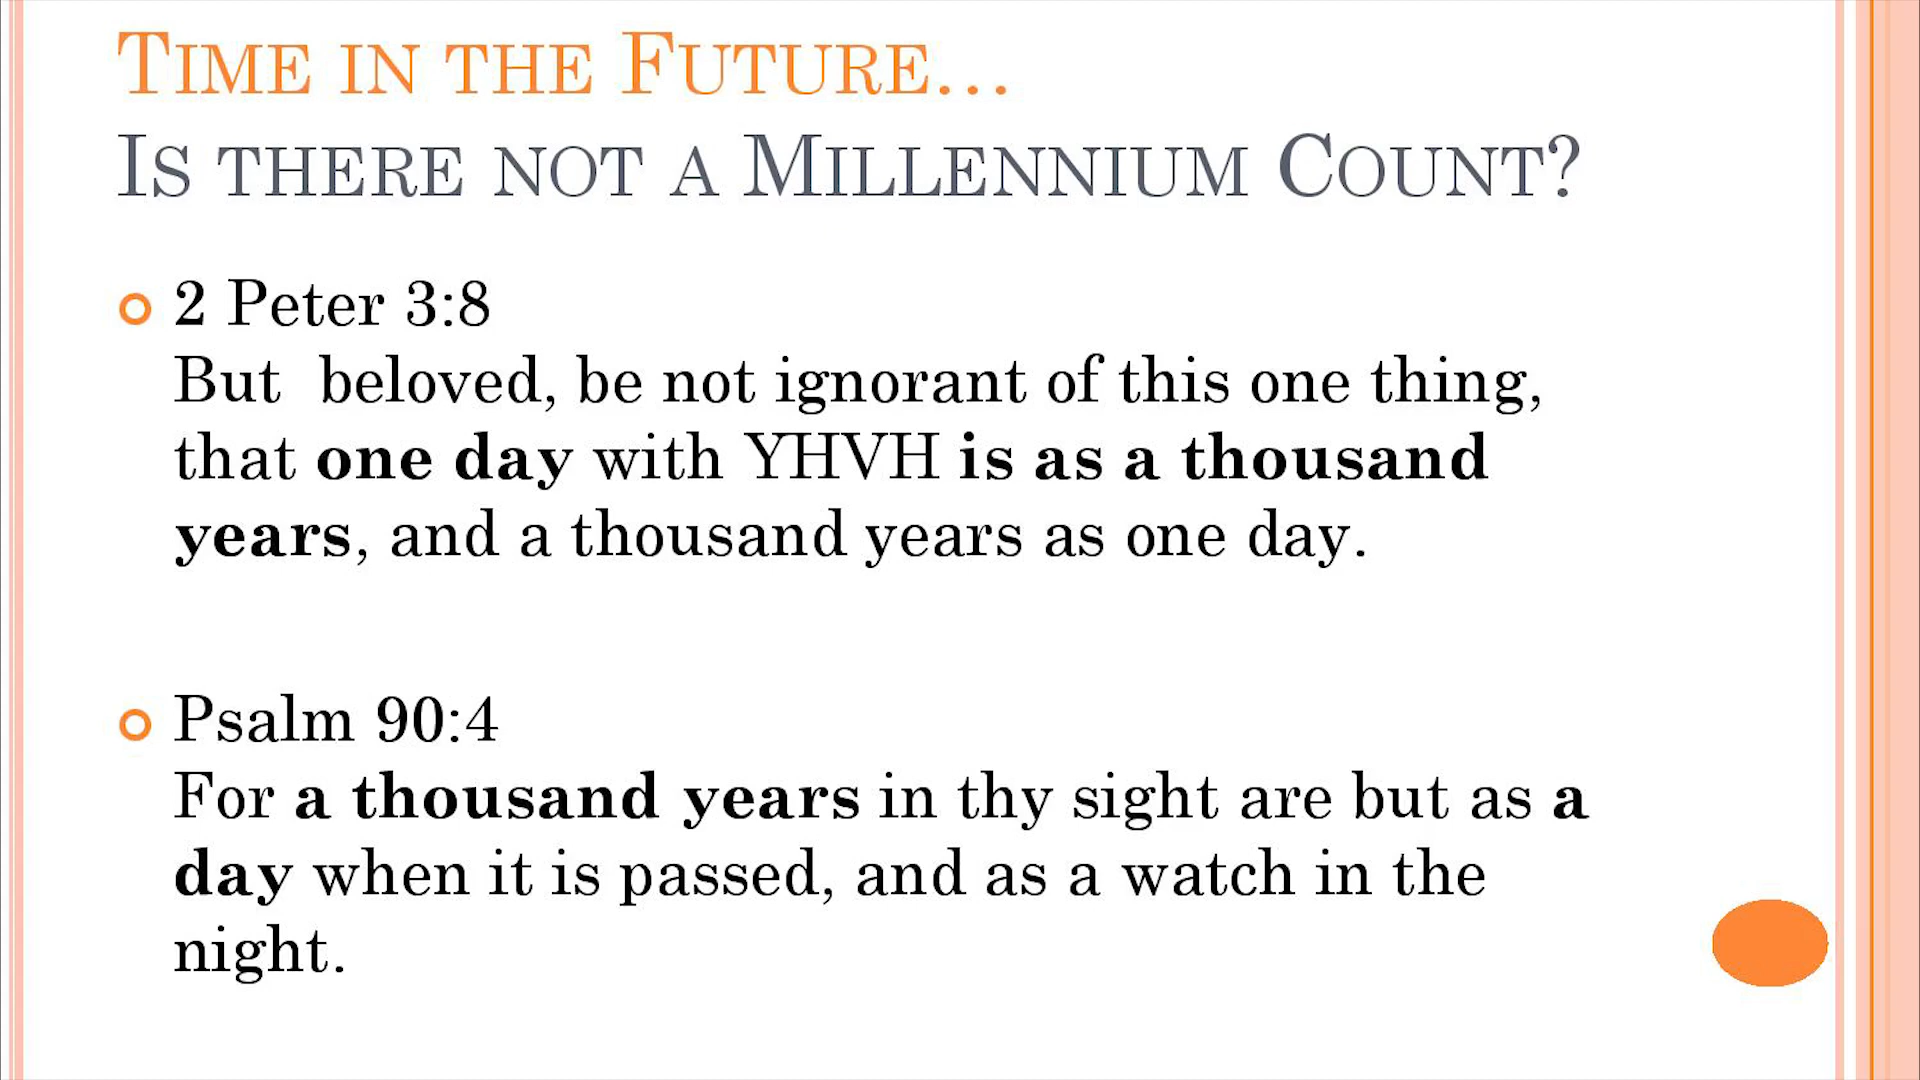 TIME IN THE FUTURE...
IS THERE NOT A MILLENNIUM COUNT?
2 Peter 3:8
But  beloved, be not ignorant of this one thing,
that one day with YHVH is as a thousand
years, and a thousand years as one day.
Psalm 90:4
For a thousand years in thy sight are but as a
day when it is passed, and as a watch in the
night.